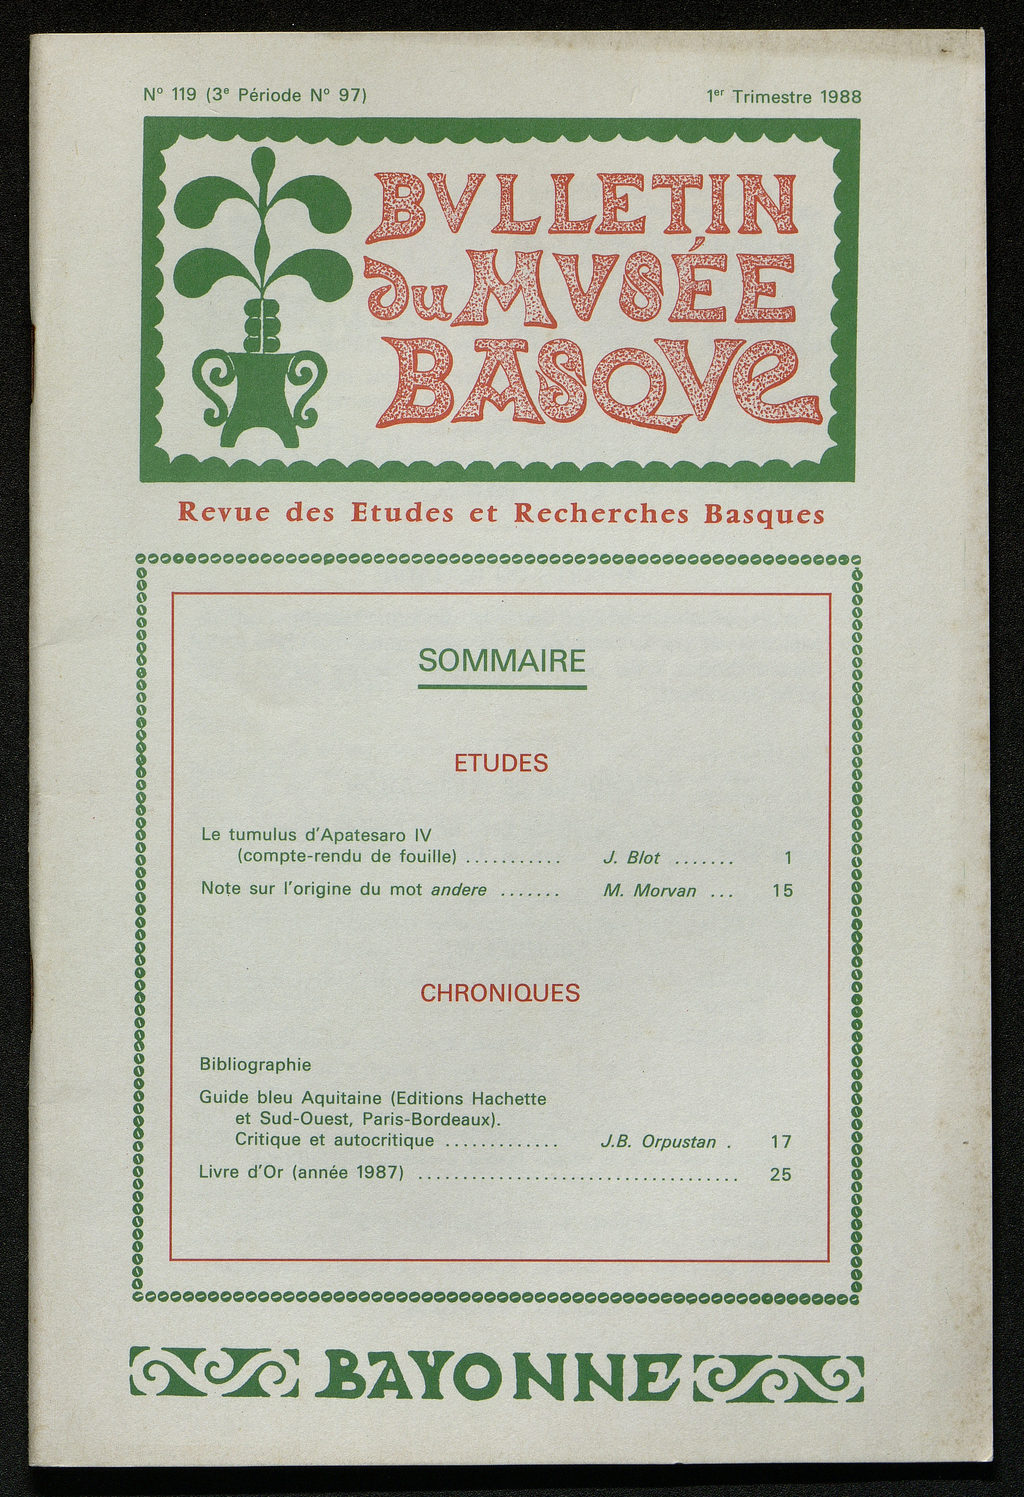 N° 119 (3e Période N° 97)
1er Trimestre 1988
BVLLETIN
du MVSÉE
BASQVE
Revue des Etudes et Recherches Basques
SOMMAIRE
ETUDES
Le tumulus d'Apatesaro IV
(compte-rendu de fouille) ........... J. Blot ....... 1
Note sur l'origine du mot andere ....... M. Morvan ... 15
CHRONIQUES
Bibliographie
Guide bleu Aquitaine (Editions Hachette
et Sud-Ouest, Paris-Bordeaux).
Critique et autocritique ............. J.B. Orpustan . 17
Livre d'Or (année 1987) .................................... 25
BAYONNE